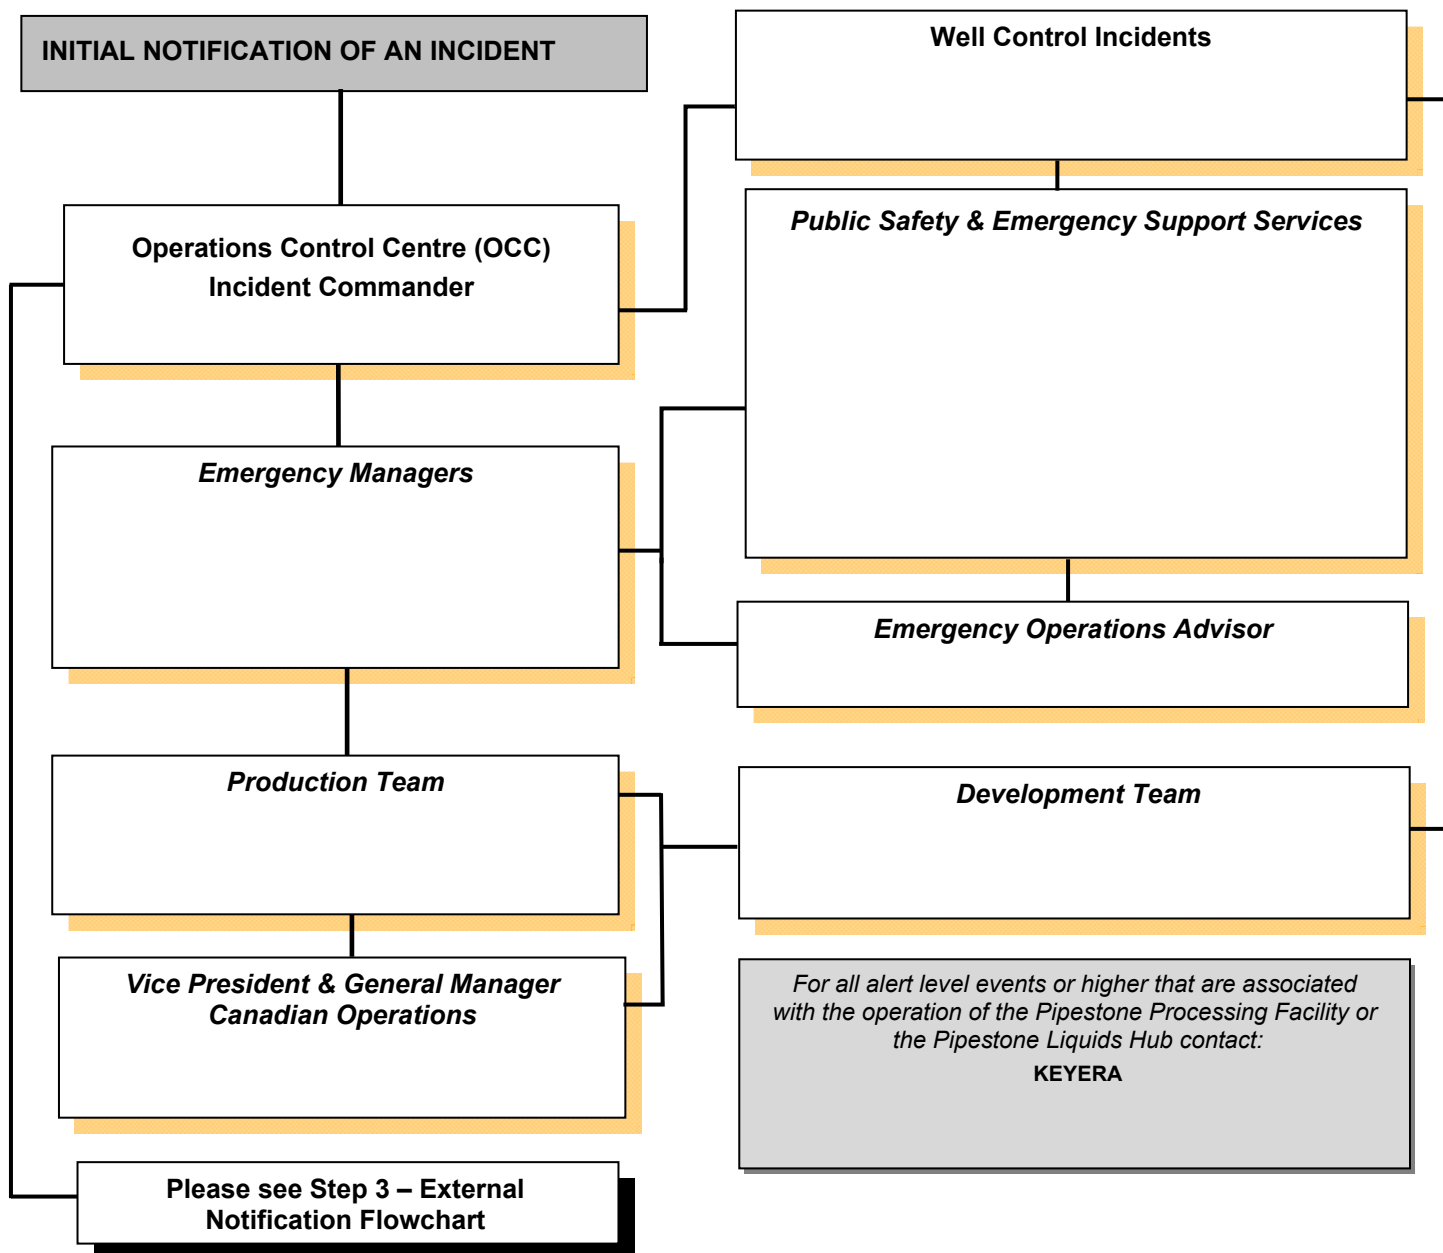 INITIAL NOTIFICATION OF AN INCIDENT
Well Control Incidents
Operations Control Centre (OCC)
Incident Commander
Public Safety & Emergency Support Services
Emergency Managers
Emergency Operations Advisor
Production Team
Development Team
Vice President & General Manager
Canadian Operations
For all alert level events or higher that are associated
with the operation of the Pipestone Processing Facility or
the Pipestone Liquids Hub contact:
KEYERA
Please see Step 3 – External
Notification Flowchart